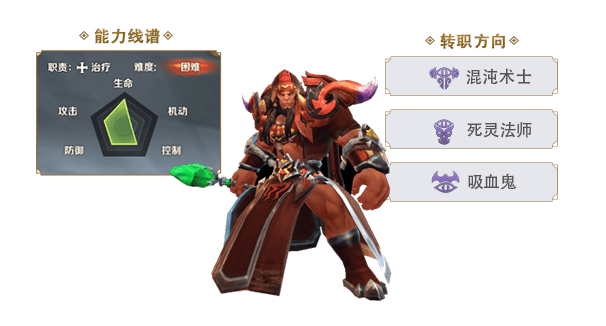 能力线谱
职责: 治疗 难度: 困难
生命
攻击 机动
防御 控制
转职方向
混沌术士
死灵法师
吸血鬼